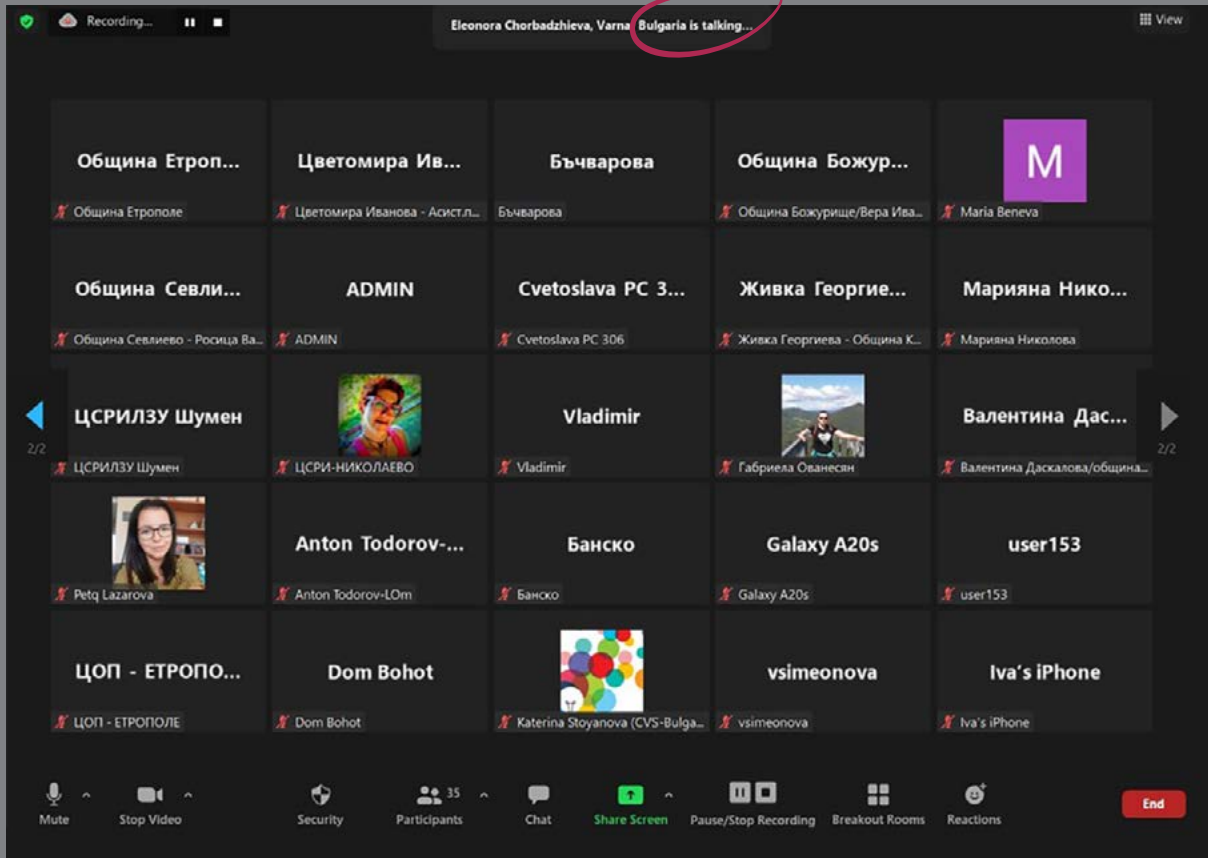 Recording...
Eleonora Chorbadzhieva, Varna, Bulgaria is talking...
View
Община Етроп...
Цветомира Ив...
Бъчварова
Община Божур...
M
Община Етрополе
Цветомира Иванова - Асист.п...
Бъчварова
Община Божурище/Вера Ива...
Maria Beneva
Община Севли...
ADMIN
Cvetoslava PC 3...
Живка Георгие...
Марияна Нико...
Община Севлиево - Росица Ва...
ADMIN
Cvetoslava PC 306
Живка Георгиева - Община К...
Марияна Николова
ЦСРИЛЗУ Шумен
Vladimir
Валентина Дас...
2/2
2/2
ЦСРИЛЗУ Шумен
ЦСРИ-НИКОЛАЕВО
Vladimir
Габриела Ованесян
Валентина Даскалова/община...
Anton Todorov-...
Банско
Galaxy A20s
user153
Petq Lazarova
Anton Todorov-LOm
Банско
Galaxy A20s
user153
ЦОП - ЕТРОПО...
Dom Bohot
vsimeonova
Iva's iPhone
ЦОП - ЕТРОПОЛЕ
Dom Bohot
Katerina Stoyanova (CVS-Bulga...
vsimeonova
Iva's iPhone
35
Mute
Stop Video
Security
Participants
Chat
Share Screen
Pause/Stop Recording
Breakout Rooms
Reactions
End